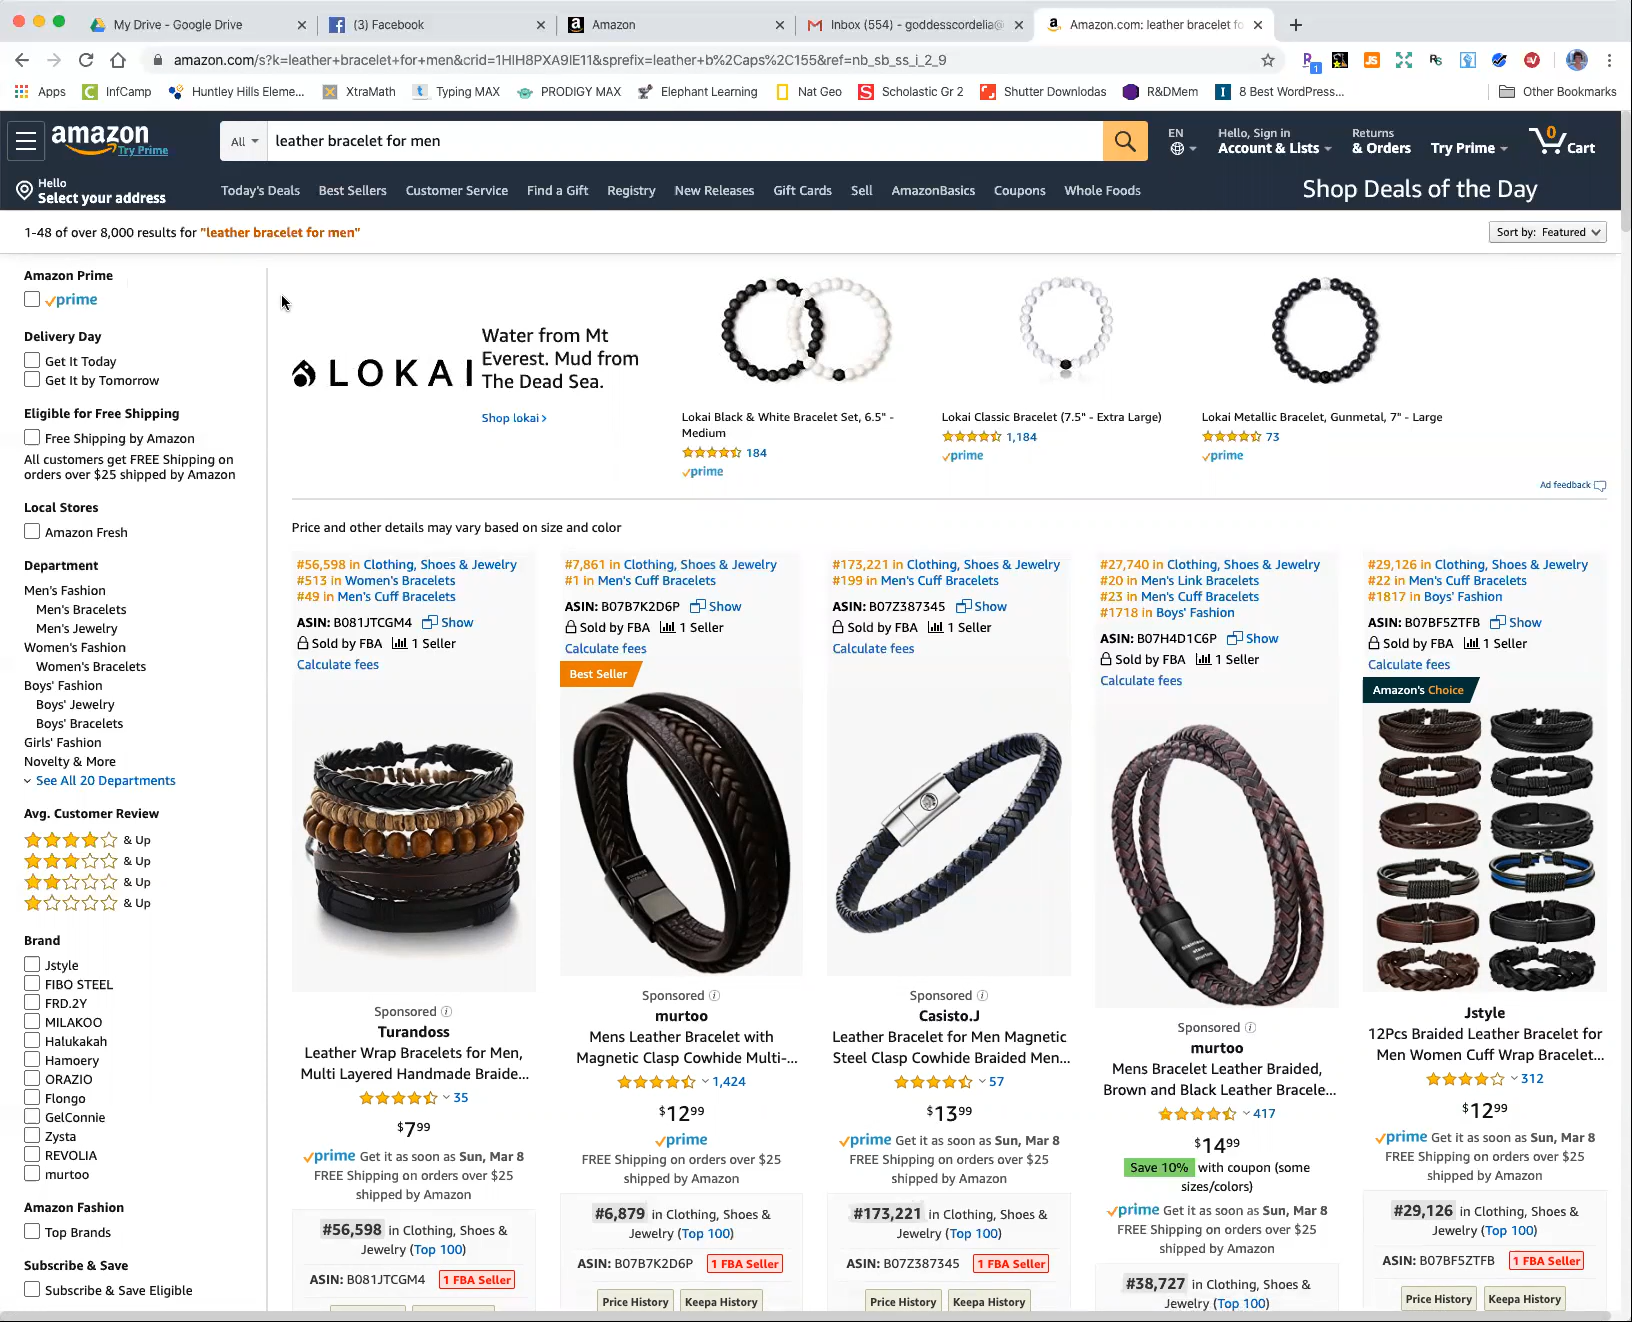 My Drive - Google Drive
(3) Facebook
Amazon
Inbox (554) - goddesscordelia@
Amazon.com: leather bracelet fo
amazon.com/s?k=leather+bracelet+for+men&crid=1HIH8PXA9IE11&sprefix=leather+b%2Caps%2C155&ref=nb_sb_ss_i_2_9
Apps InfCamp Huntley Hills Eleme... XtraMath Typing MAX PRODIGY MAX Elephant Learning Nat Geo Scholastic Gr 2 Shutter Downlodas R&DMem 8 Best WordPress... Other Bookmarks
amazon
Try Prime
All
leather bracelet for men
EN
Hello, Sign in
Account & Lists
Returns
& Orders
Try Prime
0
Cart
Hello
Select your address
Today's Deals Best Sellers Customer Service Find a Gift Registry New Releases Gift Cards Sell AmazonBasics Coupons Whole Foods
Shop Deals of the Day
1-48 of over 8,000 results for "leather bracelet for men"
Sort by: Featured
Amazon Prime
prime
Delivery Day
Get It Today
Get It by Tomorrow
Eligible for Free Shipping
Free Shipping by Amazon
All customers get FREE Shipping on
orders over $25 shipped by Amazon
Local Stores
Amazon Fresh
Department
Men's Fashion
Men's Bracelets
Men's Jewelry
Women's Fashion
Women's Bracelets
Boys' Fashion
Boys' Jewelry
Boys' Bracelets
Girls' Fashion
Novelty & More
See All 20 Departments
Avg. Customer Review
& Up
& Up
& Up
& Up
Brand
Jstyle
FIBO STEEL
FRD.2Y
MILAKOO
Halukakah
Hamoery
ORAZIO
Flongo
GelConnie
Zysta
REVOLIA
murtoo
Amazon Fashion
Top Brands
Subscribe & Save
Subscribe & Save Eligible
LOKAI
Water from Mt
Everest. Mud from
The Dead Sea.
Shop lokai >
Lokai Black & White Bracelet Set, 6.5" -
Medium
184
prime
Lokai Classic Bracelet (7.5" - Extra Large)
1,184
prime
Lokai Metallic Bracelet, Gunmetal, 7" - Large
73
prime
Ad feedback
Price and other details may vary based on size and color
#56,598 in Clothing, Shoes & Jewelry
#513 in Women's Bracelets
#49 in Men's Cuff Bracelets
ASIN: B081JTCGM4 Show
Sold by FBA 1 Seller
Calculate fees
Sponsored
Turandoss
Leather Wrap Bracelets for Men,
Multi Layered Handmade Braide...
35
$7.99
prime Get it as soon as Sun, Mar 8
FREE Shipping on orders over $25
shipped by Amazon
#56,598 in Clothing, Shoes &
Jewelry (Top 100)
ASIN: B081JTCGM4 1 FBA Seller
#7,861 in Clothing, Shoes & Jewelry
#1 in Men's Cuff Bracelets
ASIN: B07B7K2D6P Show
Sold by FBA 1 Seller
Calculate fees
Best Seller
Sponsored
murtoo
Mens Leather Bracelet with
Magnetic Clasp Cowhide Multi-...
1,424
$12.99
prime
FREE Shipping on orders over $25
shipped by Amazon
#6,879 in Clothing, Shoes &
Jewelry (Top 100)
ASIN: B07B7K2D6P 1 FBA Seller
Price History Keepa History
#173,221 in Clothing, Shoes & Jewelry
#199 in Men's Cuff Bracelets
ASIN: B07Z387345 Show
Sold by FBA 1 Seller
Calculate fees
Sponsored
Casisto.J
Leather Bracelet for Men Magnetic
Steel Clasp Cowhide Braided Men...
57
$13.99
prime Get it as soon as Sun, Mar 8
FREE Shipping on orders over $25
shipped by Amazon
#173,221 in Clothing, Shoes &
Jewelry (Top 100)
ASIN: B07Z387345 1 FBA Seller
Price History Keepa History
#27,740 in Clothing, Shoes & Jewelry
#20 in Men's Link Bracelets
#23 in Men's Cuff Bracelets
#1718 in Boys' Fashion
ASIN: B07H4D1C6P Show
Sold by FBA 1 Seller
Calculate fees
Sponsored
murtoo
Mens Bracelet Leather Braided,
Brown and Black Leather Bracele...
417
$14.99
Save 10% with coupon (some
sizes/colors)
prime Get it as soon as Sun, Mar 8
FREE Shipping on orders over $25
shipped by Amazon
#38,727 in Clothing, Shoes &
Jewelry (Top 100)
#29,126 in Clothing, Shoes & Jewelry
#22 in Men's Cuff Bracelets
#1817 in Boys' Fashion
ASIN: B07BF5ZTFB Show
Sold by FBA 1 Seller
Calculate fees
Amazon's Choice
Jstyle
12Pcs Braided Leather Bracelet for
Men Women Cuff Wrap Bracelet...
312
$12.99
prime Get it as soon as Sun, Mar 8
FREE Shipping on orders over $25
shipped by Amazon
#29,126 in Clothing, Shoes &
Jewelry (Top 100)
ASIN: B07BF5ZTFB 1 FBA Seller
Price History Keepa History